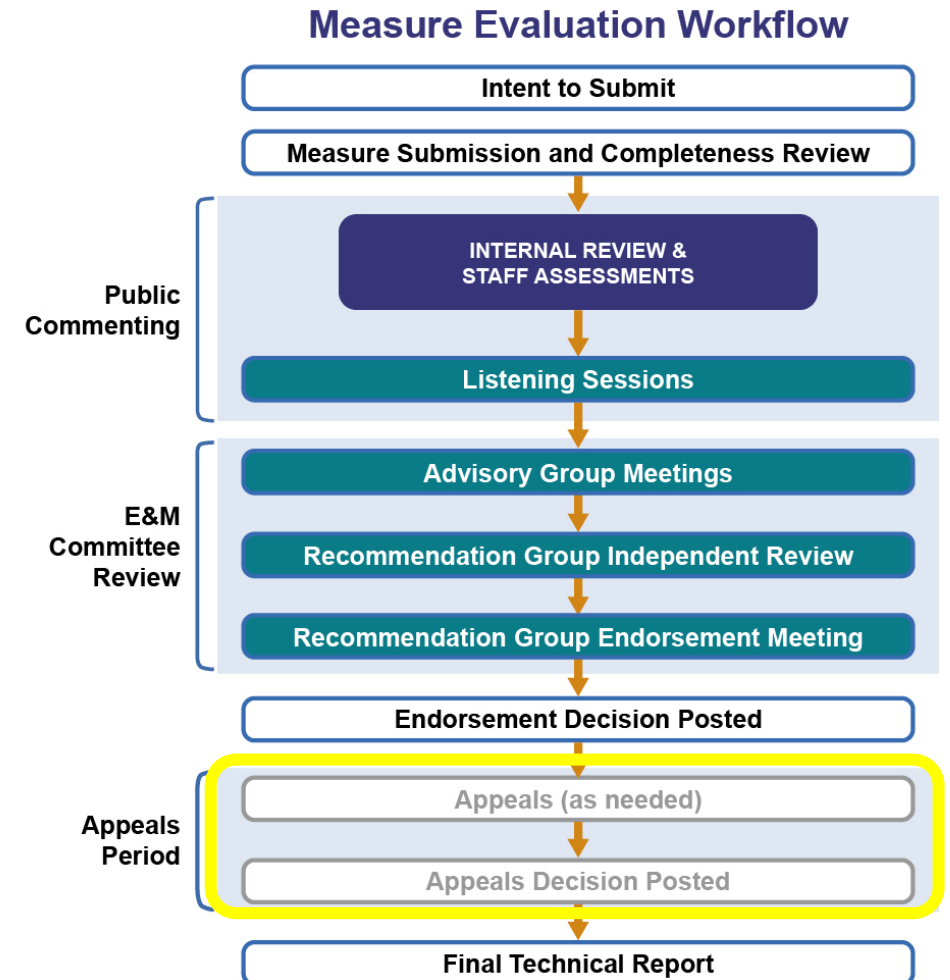 Measure Evaluation Workflow
Intent to Submit
Measure Submission and Completeness Review
Public
Commenting
INTERNAL REVIEW &
STAFF ASSESSMENTS
Listening Sessions
E&M
Committee
Review
Advisory Group Meetings
Recommendation Group Independent Review
Recommendation Group Endorsement Meeting
Endorsement Decision Posted
Appeals
Period
Appeals (as needed)
Appeals Decision Posted
Final Technical Report